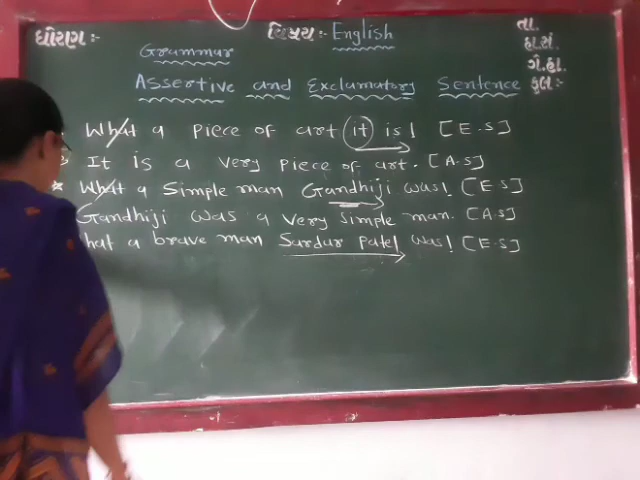 ધોરણ :- વિષય :- English તા.
Grammar હા.સં.
Assertive and Exclamatory Sentence ગે.હા.
કુલ :-
What a piece of art it is! [E.S]
It is a very piece of art. [A.S]
* What a Simple man Gandhiji was! [E.S]
Gandhiji was a very simple man. [A.S]
hat a brave man Sardar Patel was! [E.S]